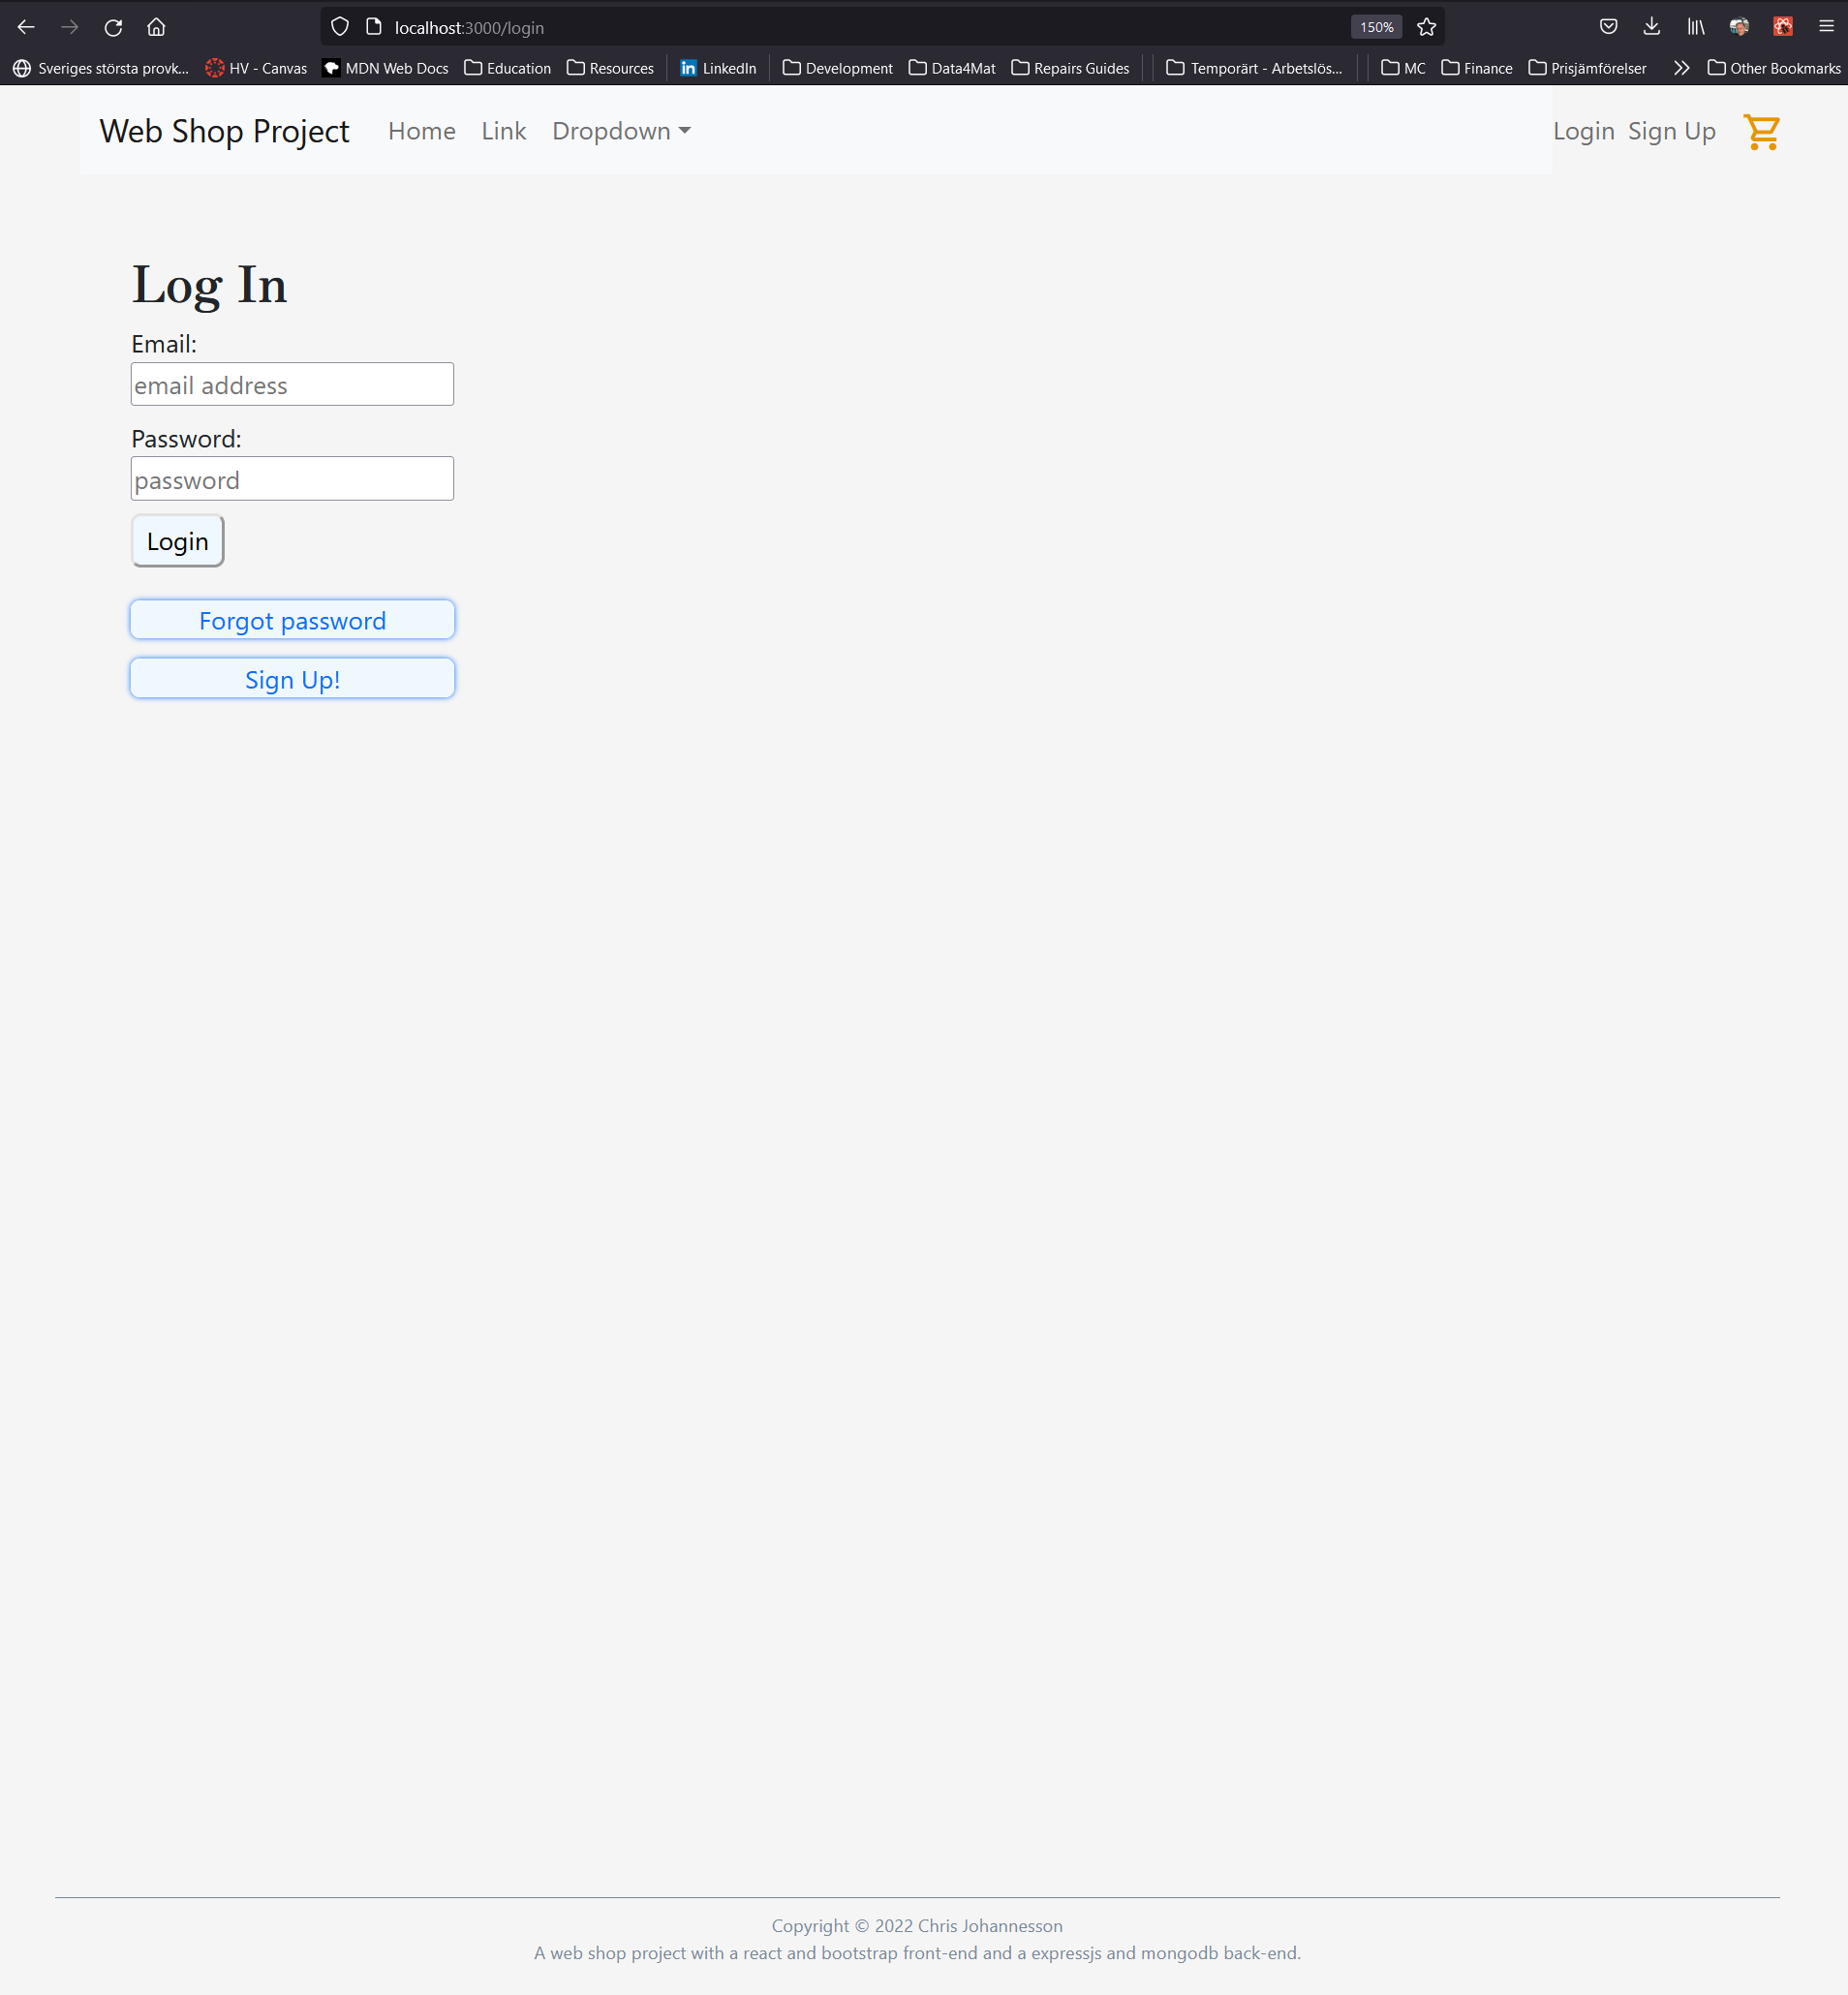 localhost:3000/login
150%
Sveriges största provk...
HV - Canvas
MDN Web Docs
Education
Resources
LinkedIn
Development
Data4Mat
Repairs Guides
Temporärt - Arbetslös...
MC
Finance
Prisjämförelser
Other Bookmarks
Web Shop Project
Home
Link
Dropdown
Login
Sign Up
Log In
Email:
email address
Password:
password
Login
Forgot password
Sign Up!
Copyright © 2022 Chris Johannesson
A web shop project with a react and bootstrap front-end and a expressjs and mongodb back-end.